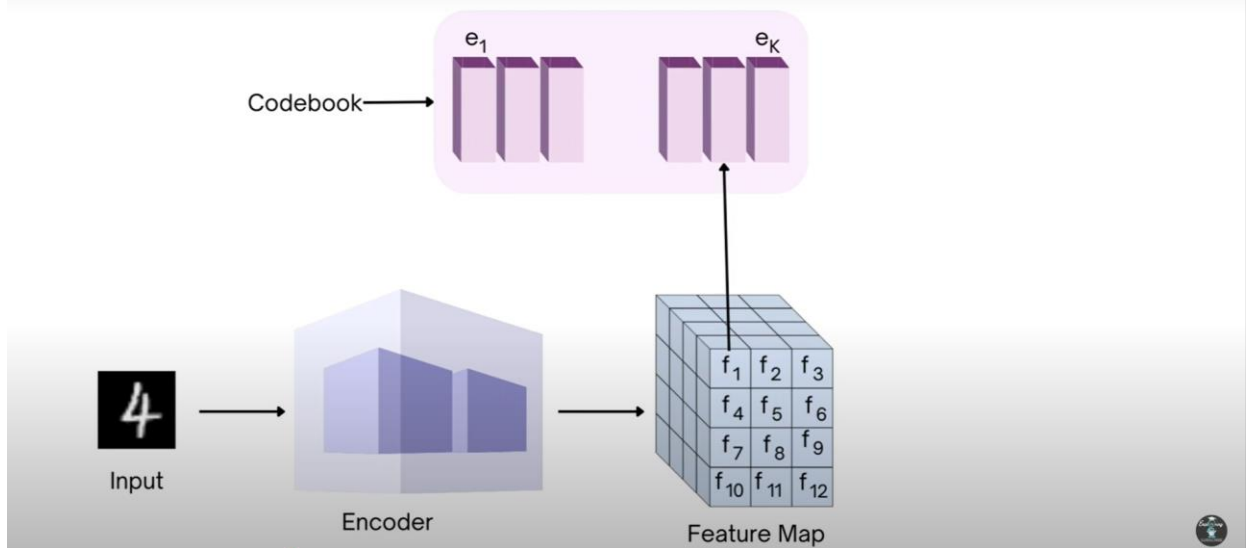 e1 eK
Codebook
f1 f2 f3
f4 f5 f6
f7 f8 f9
f10 f11 f12
4
Input
Encoder
Feature Map